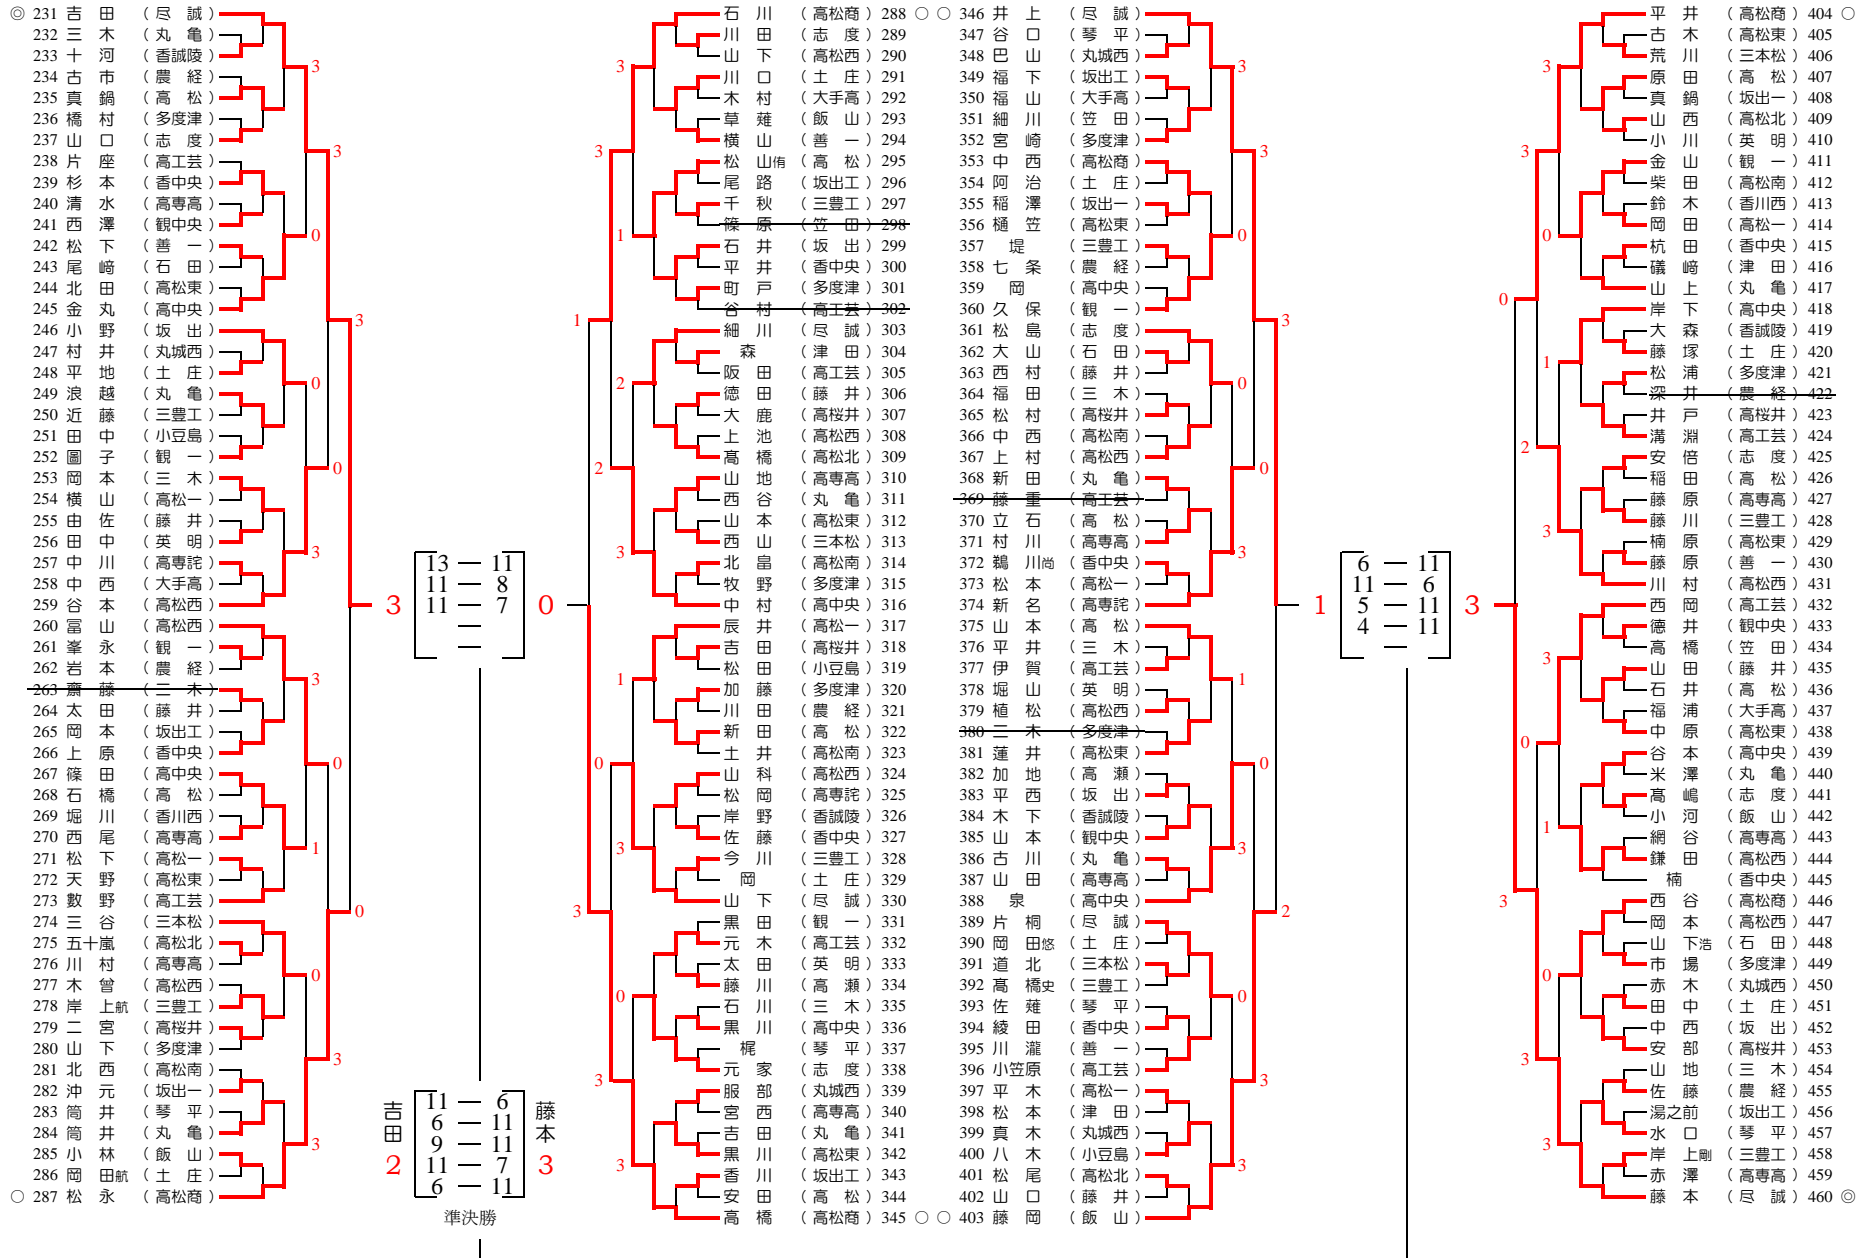 ◎ 231 吉 田 （ 尽 誠 ）
232 三 木 （ 丸 亀 ）
233 十 河 （ 香誠陵 ）
234 古 市 （ 農 経 ）
235 真 鍋 （ 高 松 ）
236 橋 村 （ 多度津 ）
237 山 口 （ 志 度 ）
238 片 座 （ 高工芸 ）
239 杉 本 （ 香中央 ）
240 清 水 （ 高専高 ）
241 西 澤 （ 観中央 ）
242 松 下 （ 善 一 ）
243 尾 﨑 （ 石 田 ）
244 北 田 （ 高松東 ）
245 金 丸 （ 高中央 ）
246 小 野 （ 坂 出 ）
247 村 井 （ 丸城西 ）
248 平 地 （ 土 庄 ）
249 浪 越 （ 丸 亀 ）
250 近 藤 （ 三豊工 ）
251 田 中 （ 小豆島 ）
252 圖 子 （ 観 一 ）
253 岡 本 （ 三 木 ）
254 横 山 （ 高松一 ）
255 由 佐 （ 藤 井 ）
256 田 中 （ 英 明 ）
257 中 川 （ 高専詫 ）
258 中 西 （ 大手高 ）
259 谷 本 （ 高松西 ）
260 冨 山 （ 高松西 ）
261 峯 永 （ 観 一 ）
262 岩 本 （ 農 経 ）
263 齋 藤 （ 三 木 ）
264 太 田 （ 藤 井 ）
265 岡 本 （ 坂出工 ）
266 上 原 （ 香中央 ）
267 篠 田 （ 高中央 ）
268 石 橋 （ 高 松 ）
269 堀 川 （ 香川西 ）
270 西 尾 （ 高専高 ）
271 松 下 （ 高松一 ）
272 天 野 （ 高松東 ）
273 數 野 （ 高工芸 ）
274 三 谷 （ 三本松 ）
275 五十嵐 （ 高松北 ）
276 川 村 （ 高専高 ）
277 木 曾 （ 高松西 ）
278 岸 上航 （ 三豊工 ）
279 二 宮 （ 高桜井 ）
280 山 下 （ 多度津 ）
281 北 西 （ 高松南 ）
282 沖 元 （ 坂出一 ）
283 筒 井 （ 琴 平 ）
284 筒 井 （ 丸 亀 ）
285 小 林 （ 飯 山 ）
286 岡 田航 （ 土 庄 ）
○ 287 松 永 （ 高松商 ）
3
3
0
3
0
0
3
0
3
3
0
1
0
0
3
3
3
13 — 11
11 — 8
11 — 7
—
—
0
吉田
2
11 — 6
6 — 11
9 — 11
11 — 7
6 — 11
藤本
3
準決勝
3
3
1
1
2
2
3
1
0
3
3
0
3
3
石 川 （ 高松商 ） 288 ○
川 田 （ 志 度 ） 289
山 下 （ 高松西 ） 290
川 口 （ 土 庄 ） 291
木 村 （ 大手高 ） 292
草 薙 （ 飯 山 ） 293
横 山 （ 善 一 ） 294
松 山侑 （ 高 松 ） 295
尾 路 （ 坂出工 ） 296
千 秋 （ 三豊工 ） 297
篠 原 （ 笠 田 ） 298
石 井 （ 坂 出 ） 299
平 井 （ 香中央 ） 300
町 戸 （ 多度津 ） 301
谷 村 （ 高工芸 ） 302
細 川 （ 尽 誠 ） 303
森 （ 津 田 ） 304
阪 田 （ 高工芸 ） 305
徳 田 （ 藤 井 ） 306
大 鹿 （ 高桜井 ） 307
上 池 （ 高松西 ） 308
髙 橋 （ 高松北 ） 309
山 地 （ 高専高 ） 310
西 谷 （ 丸 亀 ） 311
山 本 （ 高松東 ） 312
西 山 （ 三本松 ） 313
北 畠 （ 高松南 ） 314
牧 野 （ 多度津 ） 315
中 村 （ 高中央 ） 316
辰 井 （ 高松一 ） 317
吉 田 （ 高桜井 ） 318
松 田 （ 小豆島 ） 319
加 藤 （ 多度津 ） 320
川 田 （ 農 経 ） 321
新 田 （ 高 松 ） 322
土 井 （ 高松南 ） 323
山 科 （ 高松西 ） 324
松 岡 （ 高専詫 ） 325
岸 野 （ 香誠陵 ） 326
佐 藤 （ 香中央 ） 327
今 川 （ 三豊工 ） 328
岡 （ 土 庄 ） 329
山 下 （ 尽 誠 ） 330
黒 田 （ 観 一 ） 331
元 木 （ 高工芸 ） 332
太 田 （ 英 明 ） 333
藤 川 （ 高 瀬 ） 334
石 川 （ 三 木 ） 335
黒 川 （ 高中央 ） 336
梶 （ 琴 平 ） 337
元 家 （ 志 度 ） 338
服 部 （ 丸城西 ） 339
宮 西 （ 高専高 ） 340
吉 田 （ 丸 亀 ） 341
黒 川 （ 高松東 ） 342
香 川 （ 坂出工 ） 343
安 田 （ 高 松 ） 344
高 橋 （ 高松商 ） 345 ○
○ 346 井 上 （ 尽 誠 ）
347 谷 口 （ 琴 平 ）
348 巴 山 （ 丸城西 ）
349 福 下 （ 坂出工 ）
350 福 山 （ 大手高 ）
351 細 川 （ 笠 田 ）
352 宮 崎 （ 多度津 ）
353 中 西 （ 高松商 ）
354 阿 治 （ 土 庄 ）
355 稲 澤 （ 坂出一 ）
356 樋 笠 （ 高松東 ）
357 堤 （ 三豊工 ）
358 七 条 （ 農 経 ）
359 岡 （ 高中央 ）
360 久 保 （ 観 一 ）
361 松 島 （ 志 度 ）
362 大 山 （ 石 田 ）
363 西 村 （ 藤 井 ）
364 福 田 （ 三 木 ）
365 松 村 （ 高桜井 ）
366 中 西 （ 高松南 ）
367 上 村 （ 高松西 ）
368 新 田 （ 丸 亀 ）
369 藤 重 （ 高工芸 ）
370 立 石 （ 高 松 ）
371 村 川 （ 高専高 ）
372 鵜 川尚 （ 香中央 ）
373 松 本 （ 高松一 ）
374 新 名 （ 高専詫 ）
375 山 本 （ 高 松 ）
376 平 井 （ 三 木 ）
377 伊 賀 （ 高工芸 ）
378 堀 山 （ 英 明 ）
379 植 松 （ 高松西 ）
380 三 木 （ 多度津 ）
381 蓮 井 （ 高松東 ）
382 加 地 （ 高 瀬 ）
383 平 西 （ 坂 出 ）
384 木 下 （ 香誠陵 ）
385 山 本 （ 観中央 ）
386 古 川 （ 丸 亀 ）
387 山 田 （ 高専高 ）
388 泉 （ 高中央 ）
389 片 桐 （ 尽 誠 ）
390 岡 田悠 （ 土 庄 ）
391 道 北 （ 三本松 ）
392 髙 橋史 （ 三豊工 ）
393 佐 薙 （ 琴 平 ）
394 綾 田 （ 香中央 ）
395 川 瀧 （ 善 一 ）
396 小笠原 （ 高工芸 ）
397 平 木 （ 高松一 ）
398 松 本 （ 津 田 ）
399 真 木 （ 丸城西 ）
400 八 木 （ 小豆島 ）
401 松 尾 （ 高松北 ）
402 山 口 （ 藤 井 ）
○ 403 藤 岡 （ 飯 山 ）
3
3
0
3
0
0
3
1
0
3
2
0
3
3
1
6 — 11
11 — 6
5 — 11
4 — 11
—
3
3
3
0
0
1
2
3
3
0
1
3
0
3
3
平 井 （ 高松商 ） 404 ○
古 木 （ 高松東 ） 405
荒 川 （ 三本松 ） 406
原 田 （ 高 松 ） 407
真 鍋 （ 坂出一 ） 408
山 西 （ 高松北 ） 409
小 川 （ 英 明 ） 410
金 山 （ 観 一 ） 411
柴 田 （ 高松南 ） 412
鈴 木 （ 香川西 ） 413
岡 田 （ 高松一 ） 414
杭 田 （ 香中央 ） 415
礒 﨑 （ 津 田 ） 416
山 上 （ 丸 亀 ） 417
岸 下 （ 高中央 ） 418
大 森 （ 香誠陵 ） 419
藤 塚 （ 土 庄 ） 420
松 浦 （ 多度津 ） 421
深 井 （ 農 経 ） 422
井 戸 （ 高桜井 ） 423
溝 淵 （ 高工芸 ） 424
安 倍 （ 志 度 ） 425
稲 田 （ 高 松 ） 426
藤 原 （ 高専高 ） 427
藤 川 （ 三豊工 ） 428
楠 原 （ 高松東 ） 429
藤 原 （ 善 一 ） 430
川 村 （ 高松西 ） 431
西 岡 （ 高工芸 ） 432
德 井 （ 観中央 ） 433
高 橋 （ 笠 田 ） 434
山 田 （ 藤 井 ） 435
石 井 （ 高 松 ） 436
福 浦 （ 大手高 ） 437
中 原 （ 高松東 ） 438
谷 本 （ 高中央 ） 439
米 澤 （ 丸 亀 ） 440
髙 嶋 （ 志 度 ） 441
小 河 （ 飯 山 ） 442
網 谷 （ 高専高 ） 443
鎌 田 （ 高松西 ） 444
楠 （ 香中央 ） 445
西 谷 （ 高松商 ） 446
岡 本 （ 高松西 ） 447
山 下浩 （ 石 田 ） 448
市 場 （ 多度津 ） 449
赤 木 （ 丸城西 ） 450
田 中 （ 土 庄 ） 451
中 西 （ 坂 出 ） 452
安 部 （ 高桜井 ） 453
山 地 （ 三 木 ） 454
佐 藤 （ 農 経 ） 455
湯之前 （ 坂出工 ） 456
水 口 （ 琴 平 ） 457
岸 上剛 （ 三豊工 ） 458
赤 澤 （ 高専高 ） 459
藤 本 （ 尽 誠 ） 460 ◎